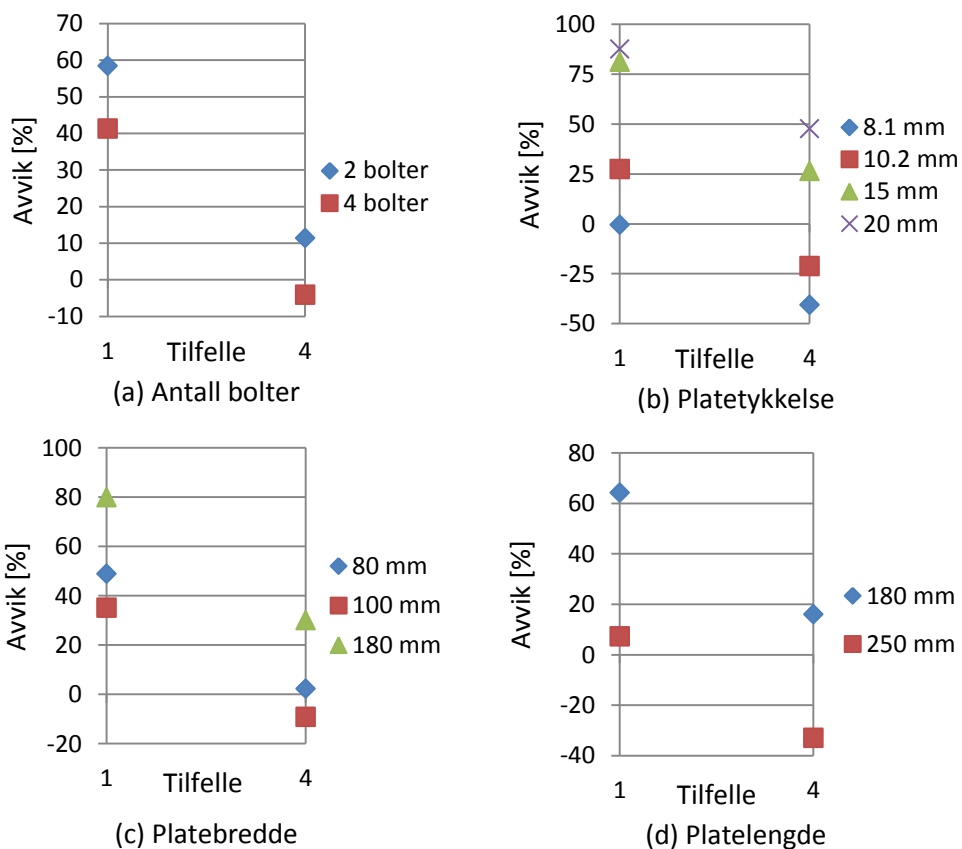 70
60
50
40
30
20
10
0
-10
Avvik [%]
1 Tilfelle 4
2 bolter
4 bolter
(a) Antall bolter
100
75
50
25
0
-25
-50
Avvik [%]
1 Tilfelle 4
8.1 mm
10.2 mm
15 mm
20 mm
(b) Platetykkelse
100
80
60
40
20
0
-20
Avvik [%]
1 Tilfelle 4
80 mm
100 mm
180 mm
(c) Platebredde
80
60
40
20
0
-20
-40
Avvik [%]
1 Tilfelle 4
180 mm
250 mm
(d) Platelengde